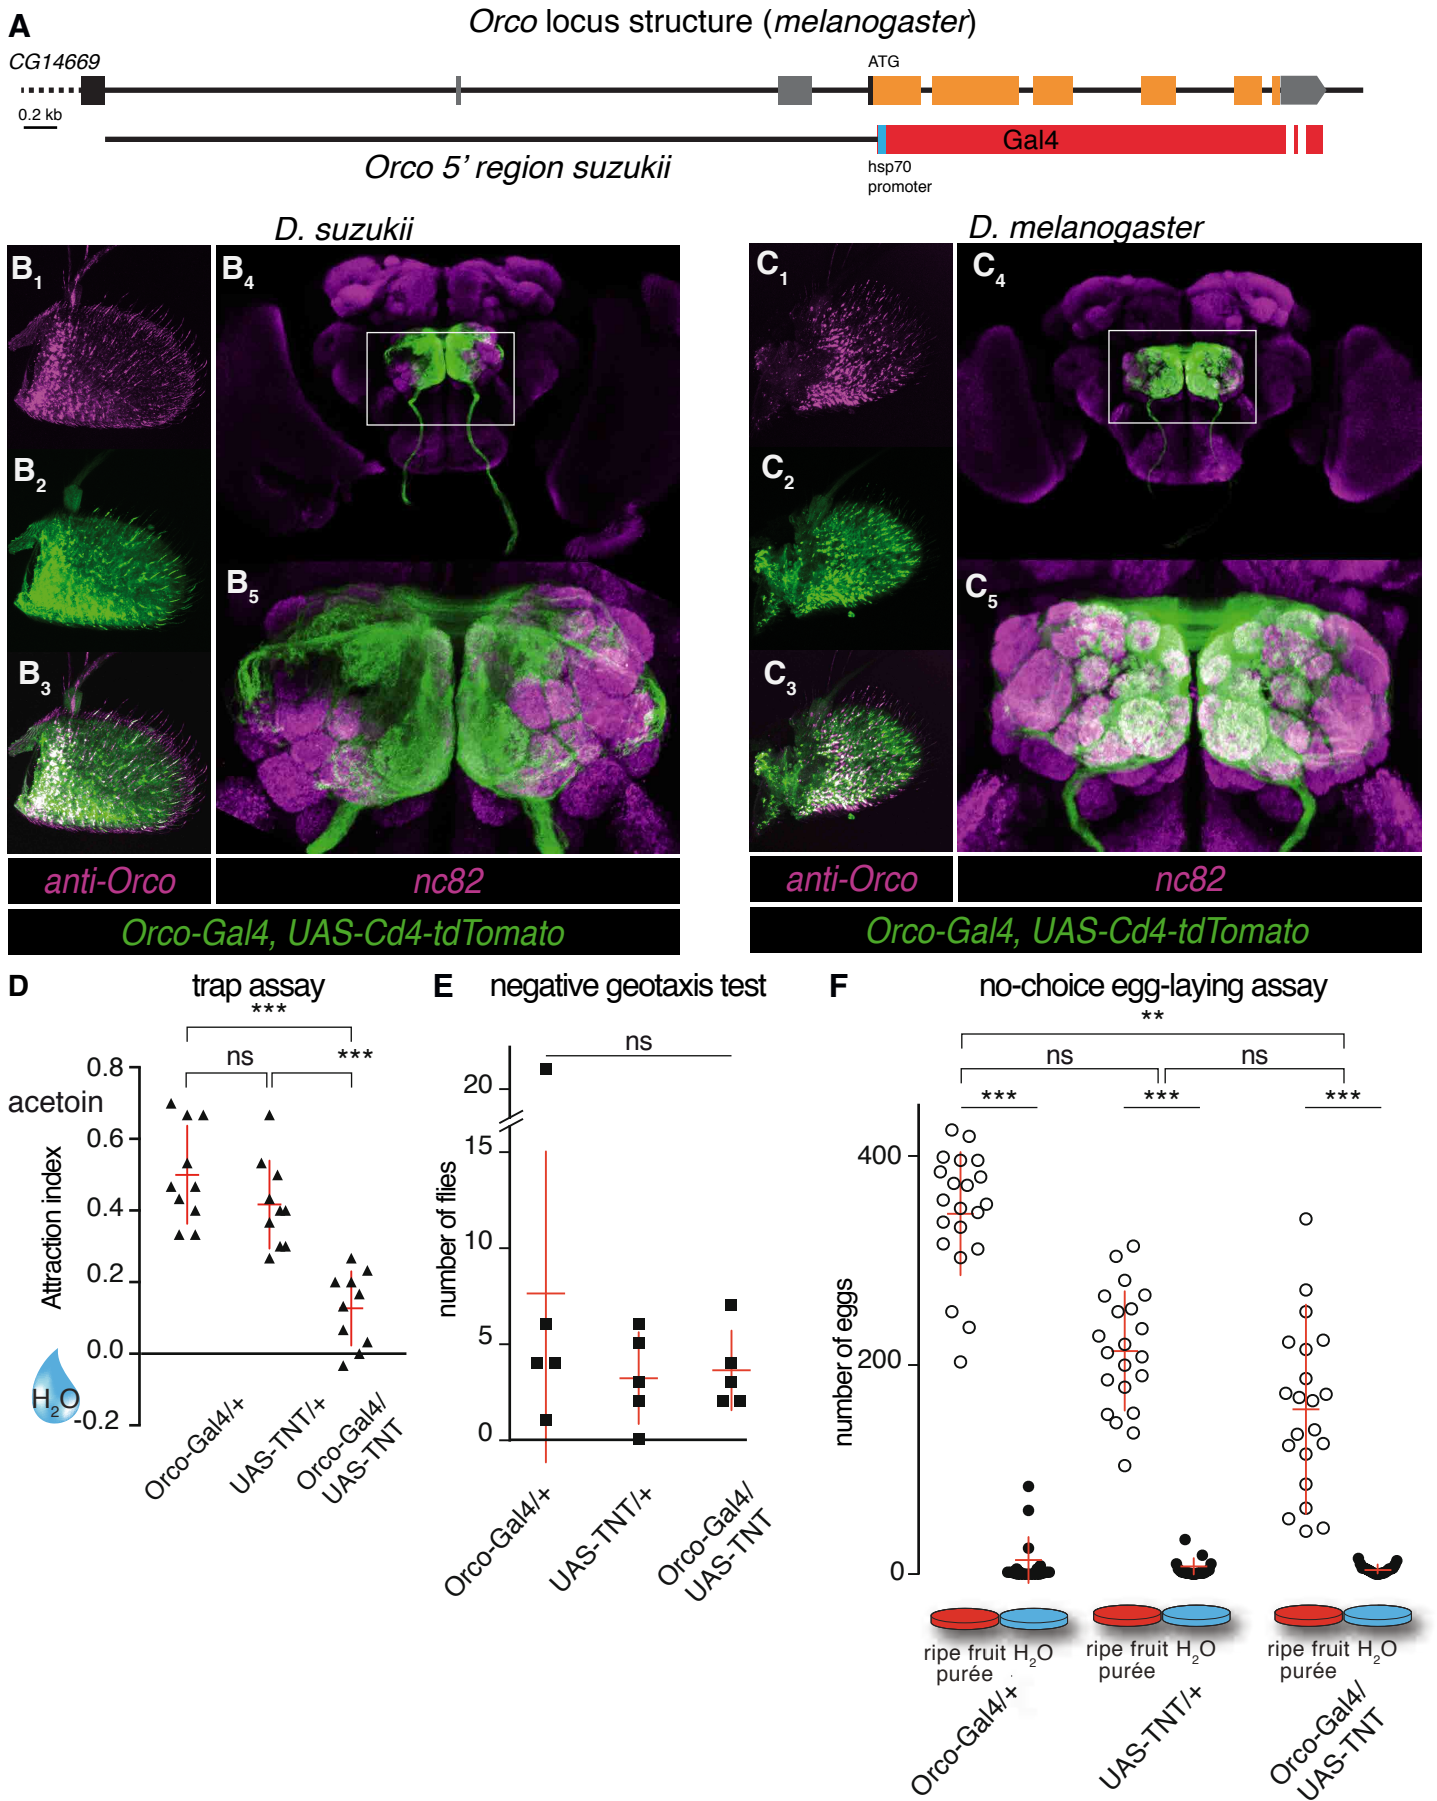 A
Orco locus structure (melanogaster)
CG14669
ATG
0.2 kb
Gal4
Orco 5’ region suzukii
hsp70
promoter
D. suzukii
D. melanogaster
B1
B4
C1
C4
B2
C2
B5
C5
B3
C3
anti-Orco
nc82
anti-Orco
nc82
Orco-Gal4, UAS-Cd4-tdTomato
Orco-Gal4, UAS-Cd4-tdTomato
D
trap assay
***
ns
***
0.8
acetoin
0.6
0.4
0.2
0.0
-0.2
Attraction index
H2O
Orco-Gal4/+
UAS-TNT/+
Orco-Gal4/
UAS-TNT
E
negative geotaxis test
ns
20
15
10
5
0
number of flies
Orco-Gal4/+
UAS-TNT/+
Orco-Gal4/
UAS-TNT
F
no-choice egg-laying assay
**
ns
ns
***
***
***
400
200
0
number of eggs
ripe fruit H2O
purée
ripe fruit H2O
purée
ripe fruit H2O
purée
Orco-Gal4/+
UAS-TNT/+
Orco-Gal4/
UAS-TNT